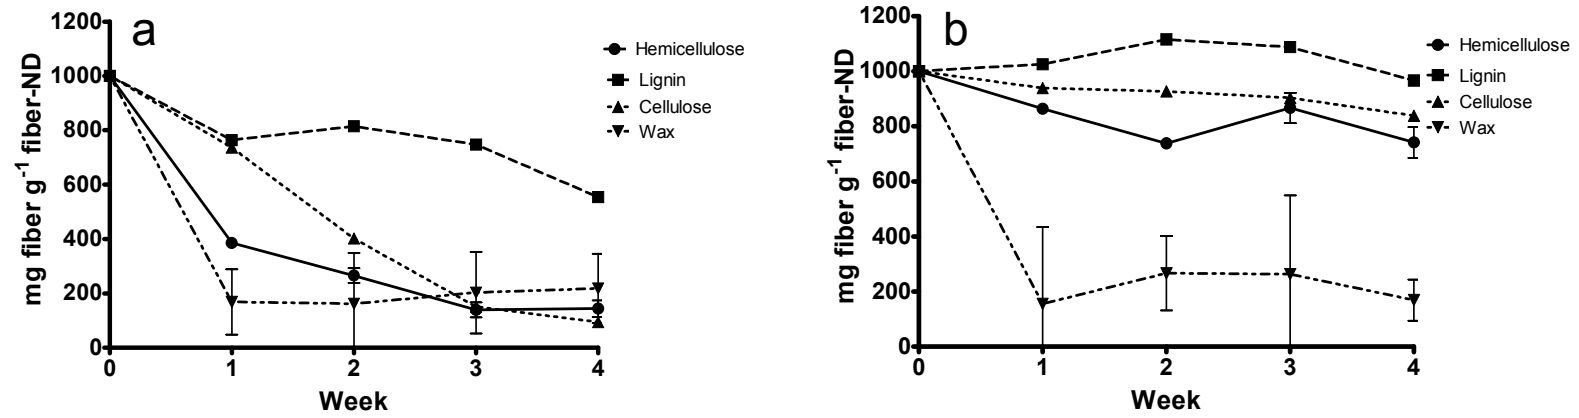 a
1200
1000
800
600
400
200
0
mg fiber g-1 fiber-ND
0 1 2 3 4
Week
Hemicellulose
Lignin
Cellulose
Wax
b
1200
1000
800
600
400
200
0
mg fiber g-1 fiber-ND
0 1 2 3 4
Week
Hemicellulose
Lignin
Cellulose
Wax